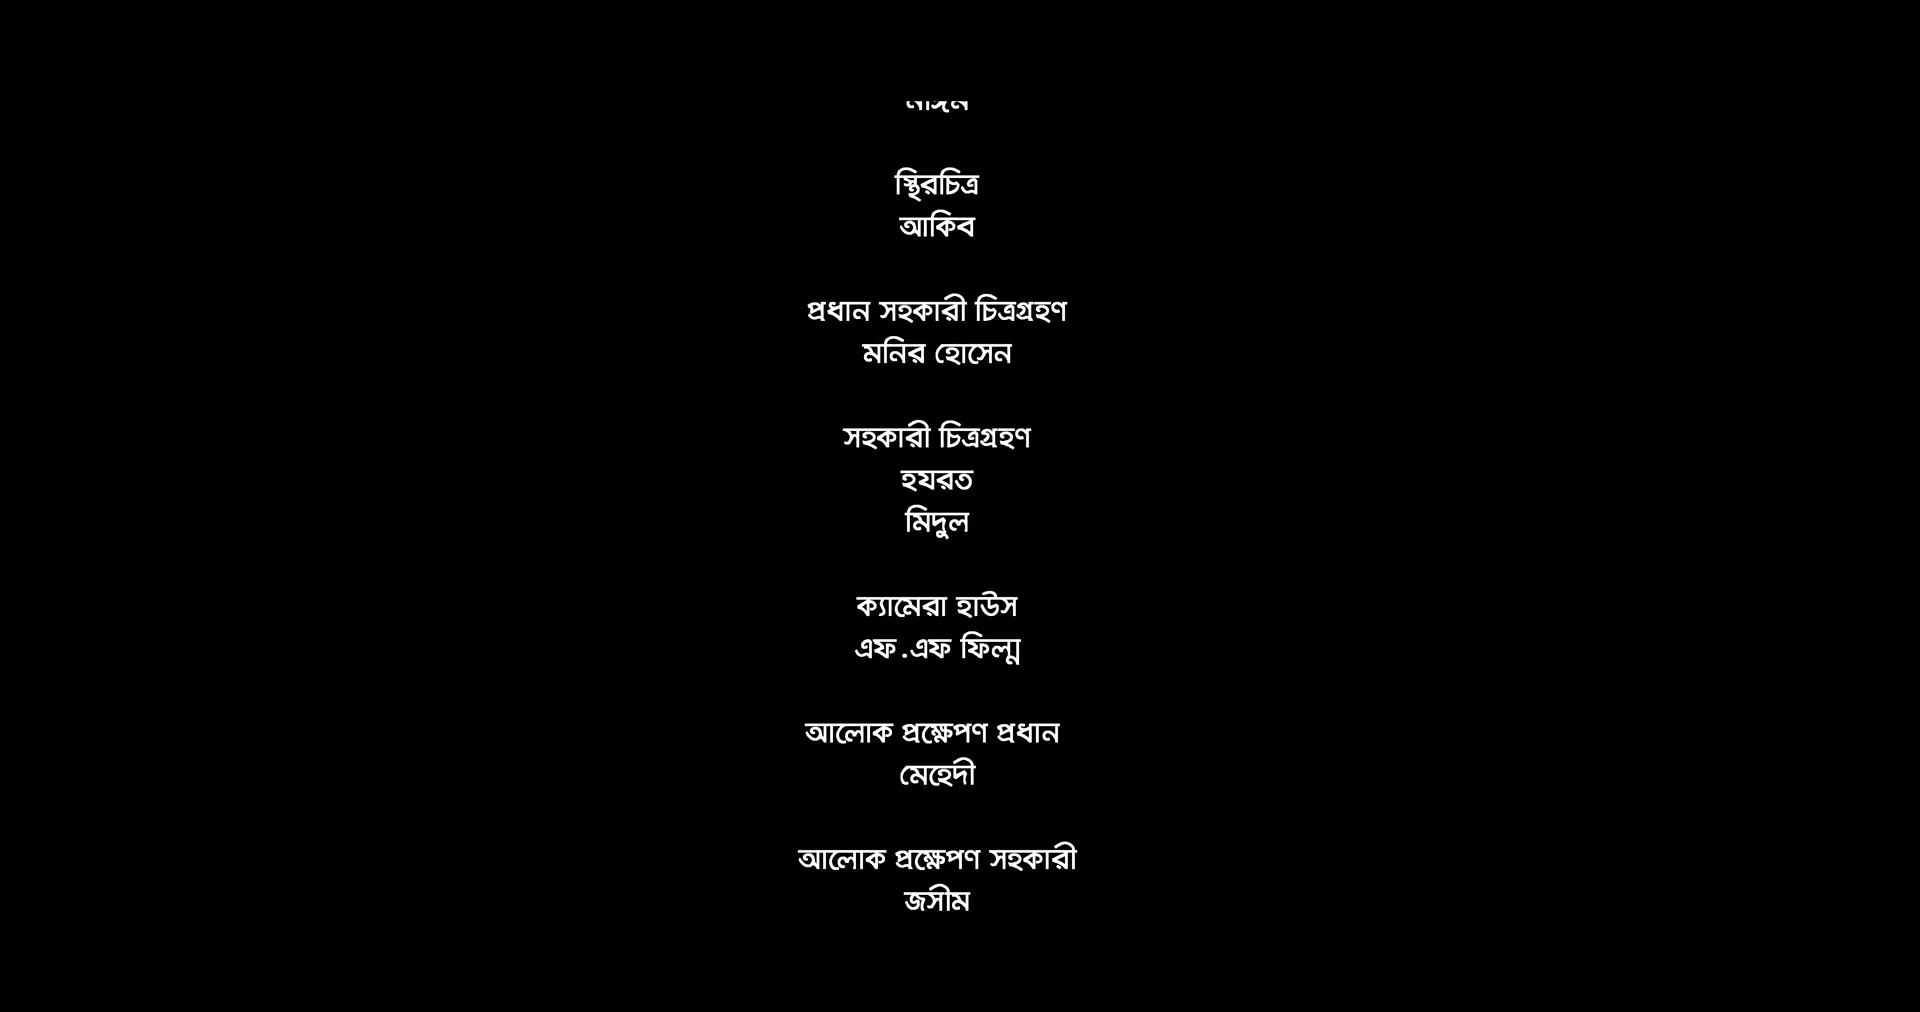 স্থিরচিত্র
আকিব
প্রধান সহকারী চিত্রগ্রহণ
মনির হোসেন
সহকারী চিত্রগ্রহণ
হযরত
মিদুল
ক্যামেরা হাউস
এফ.এফ ফিল্ম
আলোক প্রক্ষেপণ প্রধান
মেহেদী
আলোক প্রক্ষেপণ সহকারী
জসীম